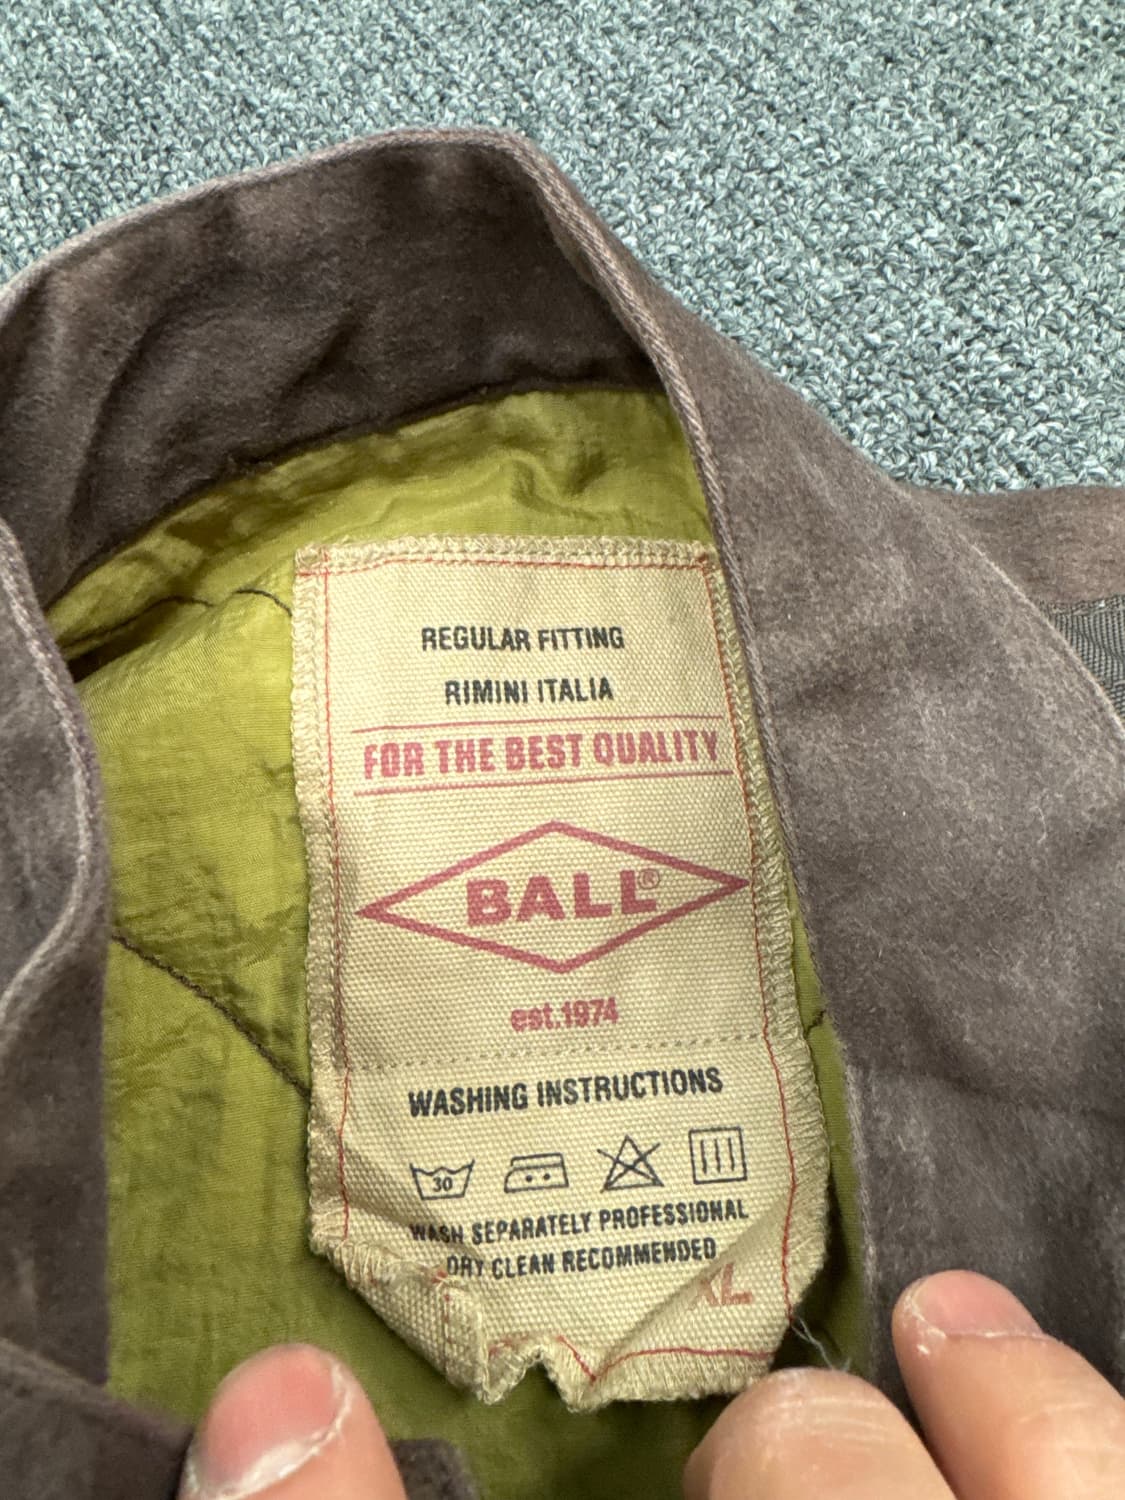 REGULAR FITTING
RIMINI ITALIA
FOR THE BEST QUALITY
BALL®
est.1974
WASHING INSTRUCTIONS
30
WASH SEPARATELY PROFESSIONAL
DRY CLEAN RECOMMENDED
XL